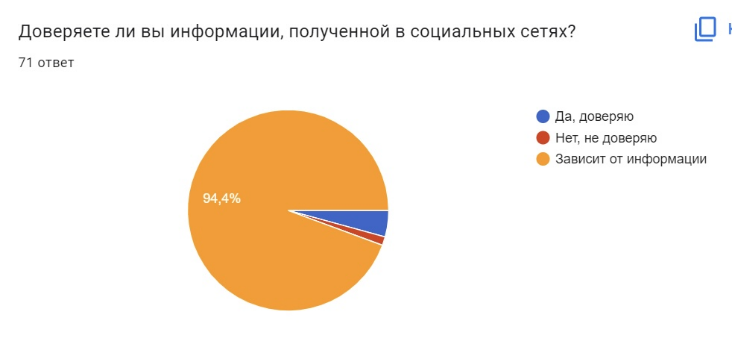 Доверяете ли вы информации, полученной в социальных сетях?
71 ответ
Да, доверяю
Нет, не доверяю
Зависит от информации
94,4%